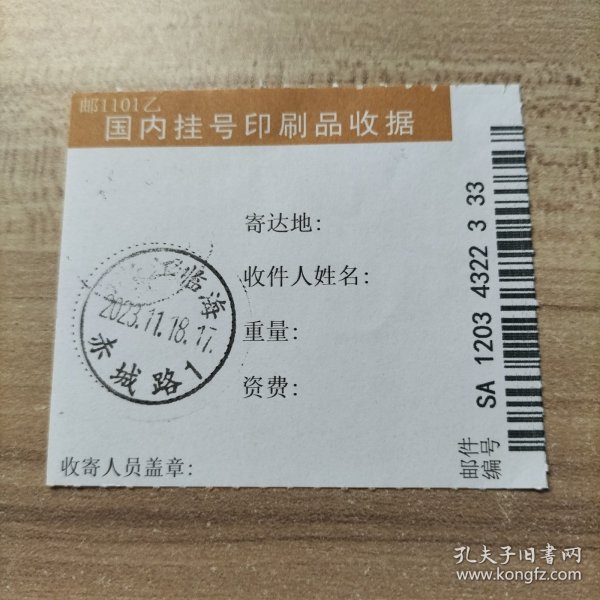 邮1101乙
国内挂号印刷品收据
寄达地:
收件人姓名:
重量:
资费:
收寄人员盖章:
江临海
2023.11.18.17
赤城路1
邮件
编号
SA 1203 4322 3 33
孔夫子旧书网
www.kongfz.com